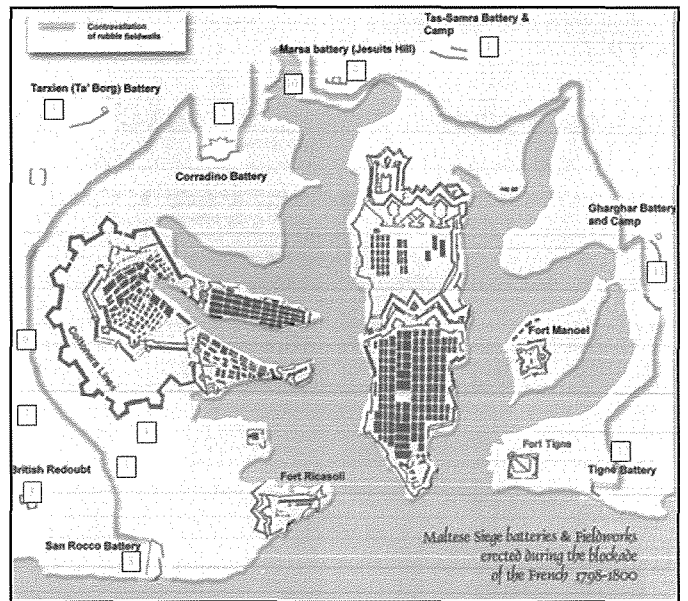 Contravallation
of rubble fieldwalls
Tas-Samra Battery &
Camp
Marsa battery (Jesuits Hill)
Tarxien (Ta' Borg) Battery
Corradino Battery
Gharghar Battery
and Camp
Cottonera Lines
Fort Manoel
Fort Tigne
Tigne Battery
British Redoubt
Fort Ricasoli
San Rocco Battery
Maltese Siege batteries & Fieldworks
erected during the blockade
of the French 1798-1800